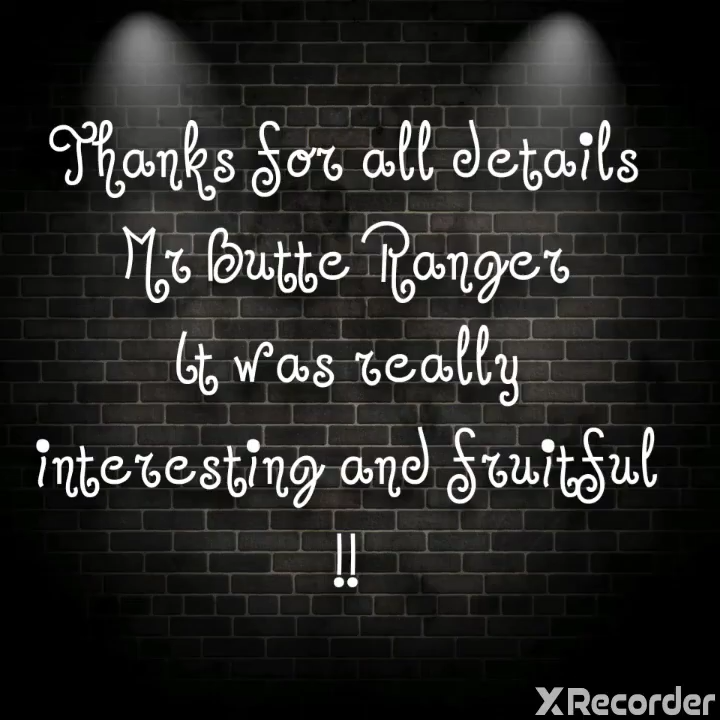 Thanks for all details
Mr Butte Ranger
It was really
interesting and fruitful
!!
XRecorder